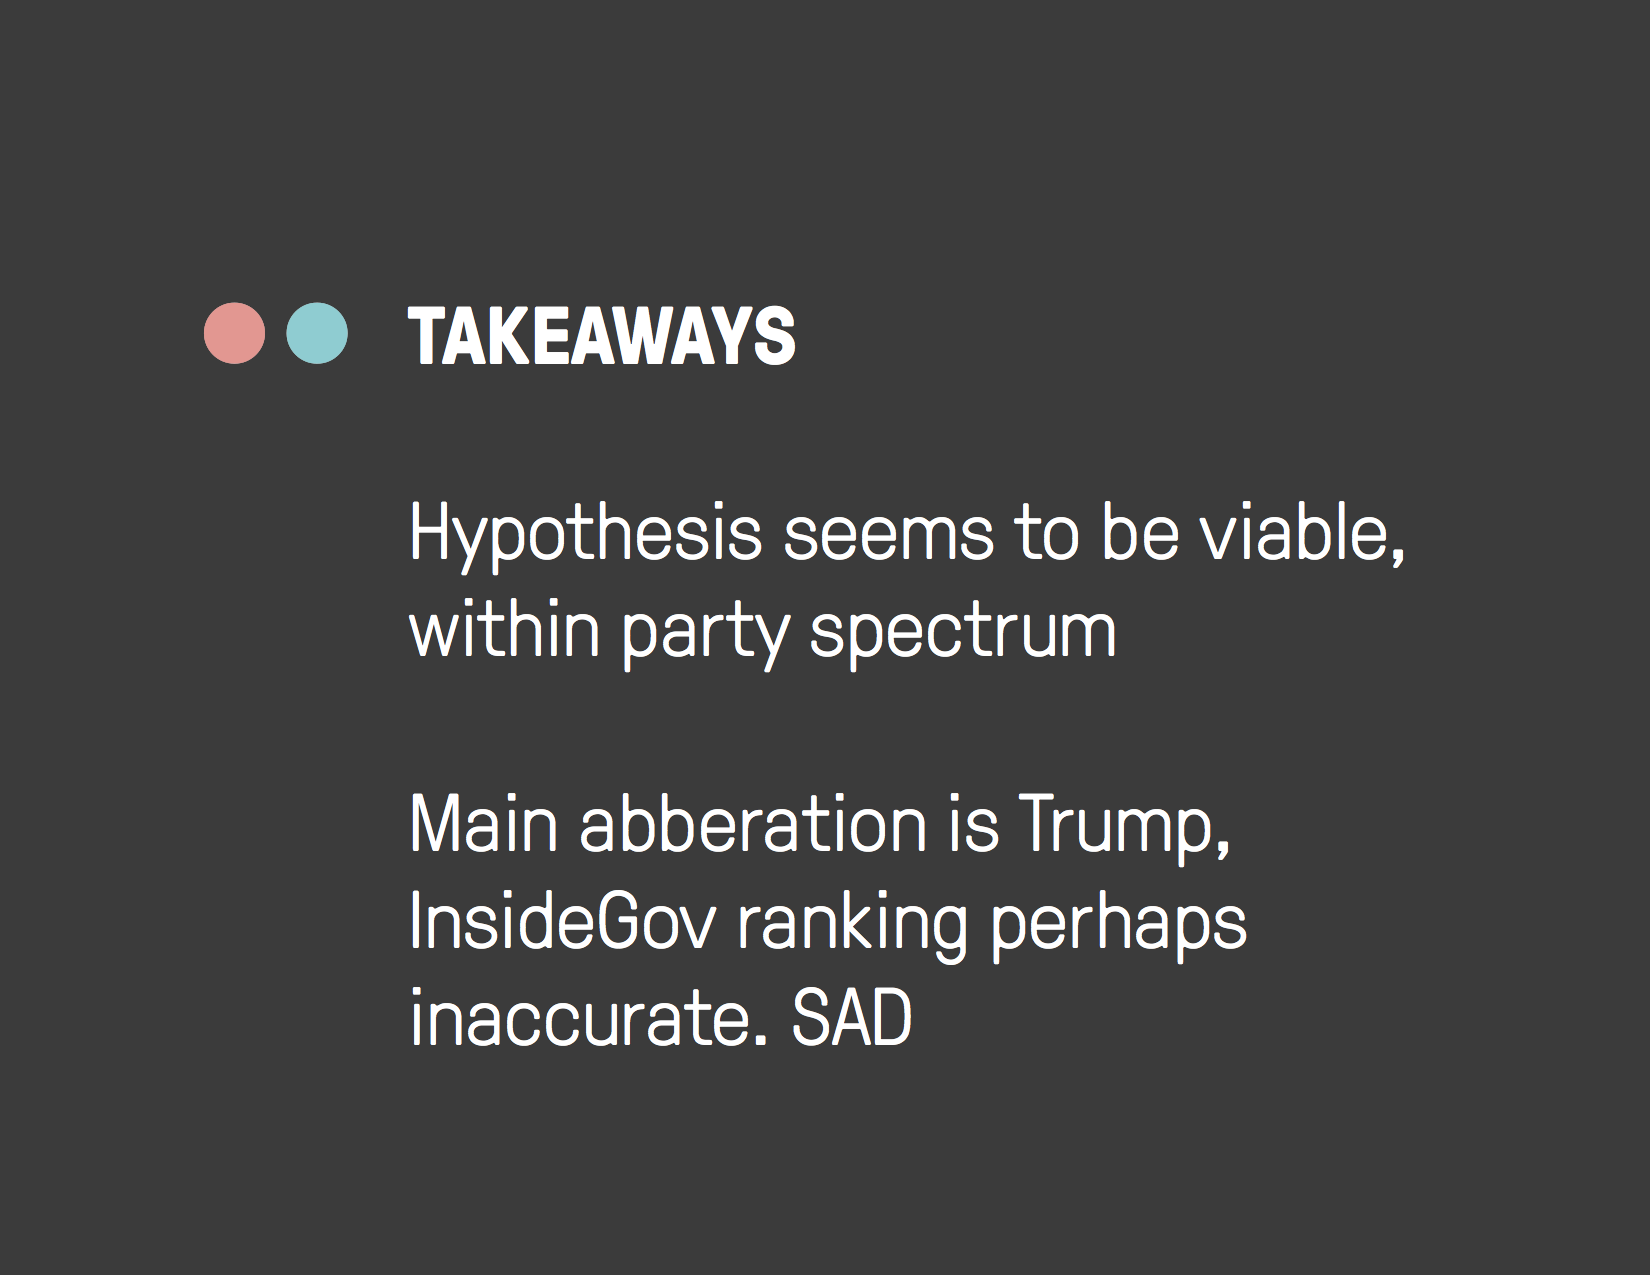 TAKEAWAYS
Hypothesis seems to be viable,
within party spectrum
Main abberation is Trump,
InsideGov ranking perhaps
inaccurate. SAD